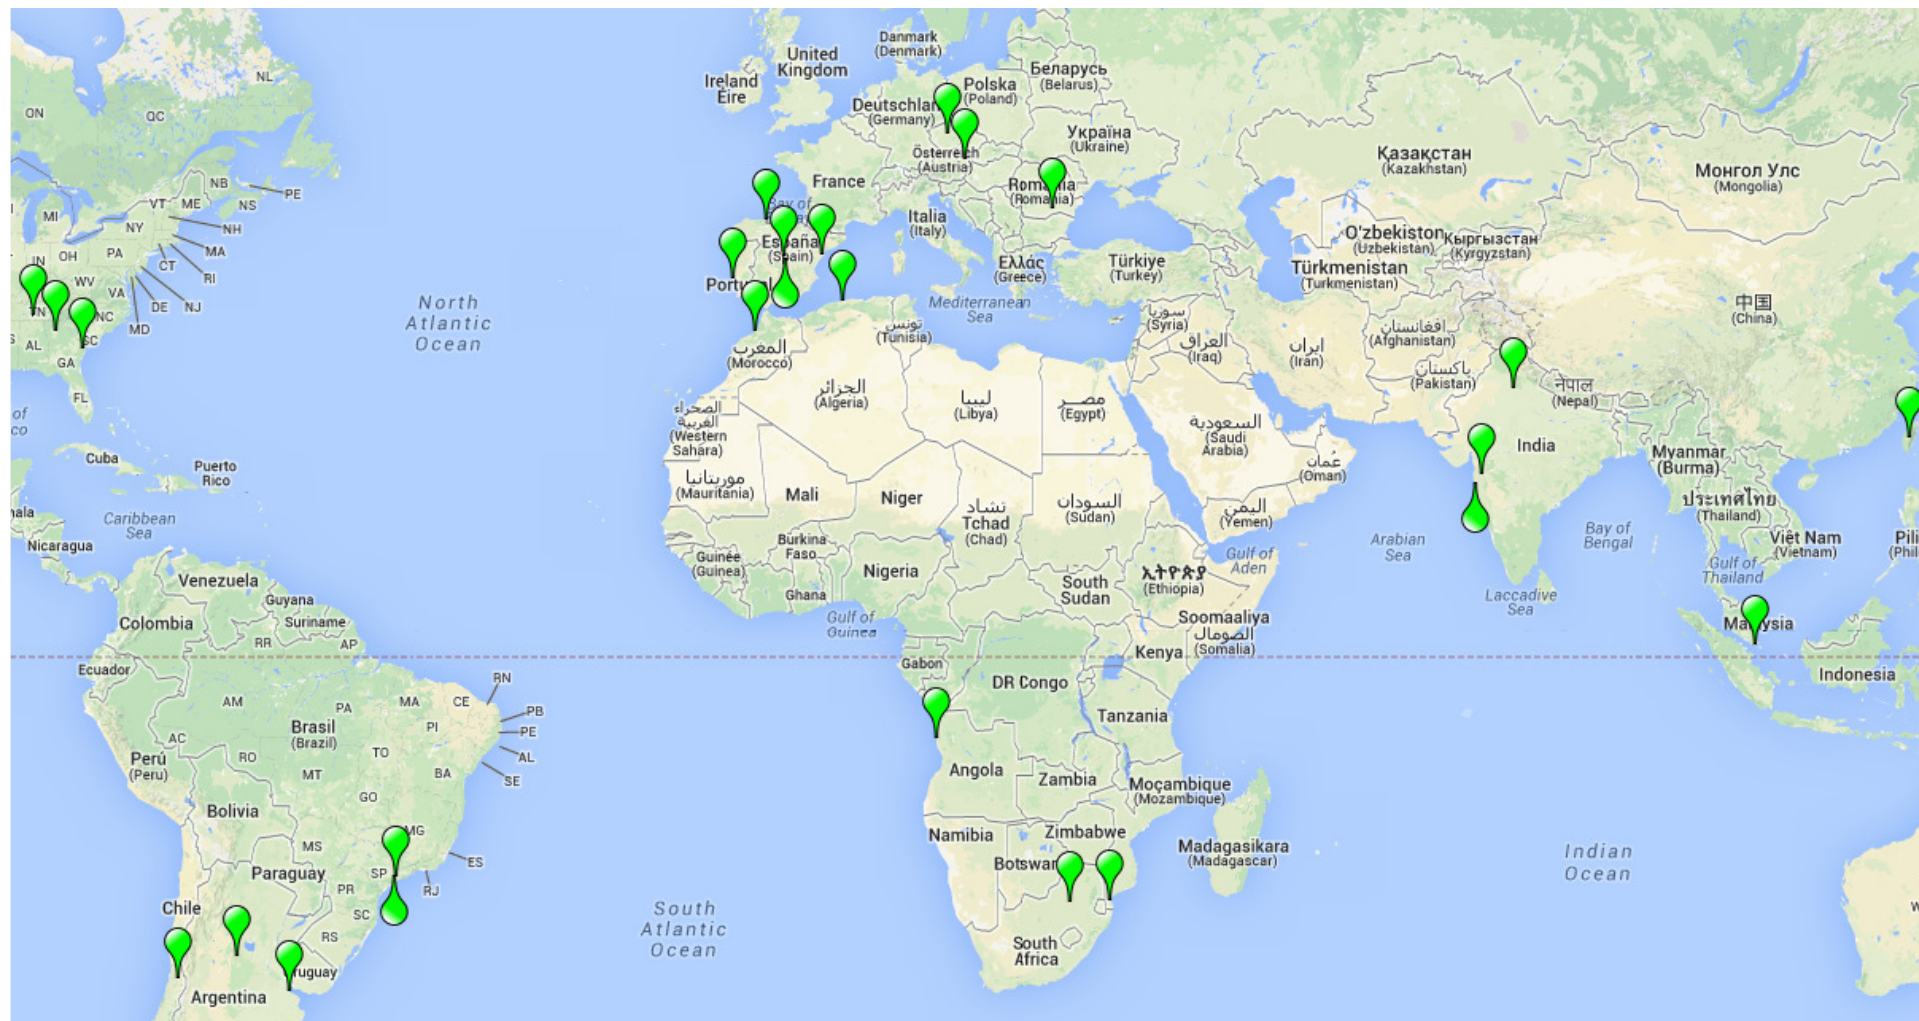 NL
ON
QC
NB
PE
VT
ME
NS
MI
NY
NH
MA
PA
OH
IN
CT
RI
WV
VA
DE
NJ
MD
NC
SC
AL
GA
FL
North
Atlantic
Ocean
of
co
Cuba
Puerto
Rico
Caribbean
Sea
Nicaragua
Venezuela
Guyana
Suriname
Colombia
RR
AP
Ecuador
AM
PA
MA
CE
RN
PB
PE
AL
SE
PI
Brasil
(Brazil)
TO
AC
RO
MT
BA
Perú
(Peru)
GO
Bolivia
MG
MS
ES
Paraguay
SP
RJ
PR
Chile
SC
RS
Argentina
South
Atlantic
Ocean
Danmark
(Denmark)
United
Kingdom
Ireland
Éire
Polska
(Poland)
Беларусь
(Belarus)
(Germany)
Україна
(Ukraine)
(Austria)
France
Italia
(Italy)
Ελλάς
(Greece)
Türkiye
(Turkey)
Mediterranean
Sea
المغرب
(Morocco)
تونس
(Tunisia)
الجزائر
(Algeria)
ليبيا
(Libya)
مصر
(Egypt)
الصحراء
الغربية
(Western
Sahara)
موريتانيا
(Mauritania)
Mali
Niger
تشاد
Tchad
(Chad)
السودان
(Sudan)
Burkina
Faso
Guinée
(Guinea)
Ghana
Nigeria
Gulf of
Guinea
South
Sudan
ኢትዮጵያ
(Ethiopia)
Soomaaliya
الصومال
(Somalia)
Kenya
Gabon
DR Congo
Tanzania
Angola
Zambia
Moçambique
(Mozambique)
Namibia
Zimbabwe
Madagasikara
(Madagascar)
South
Africa
سوريا
(Syria)
العراق
(Iraq)
ایران
(Iran)
السعودية
(Saudi
Arabia)
عُمان
(Oman)
اليمن
(Yemen)
Gulf of
Aden
Arabian
Sea
Қазақстан
(Kazakhstan)
Монгол Улс
(Mongolia)
O'zbekiston
(Uzbekistan)
Кыргызстан
(Kyrgyzstan)
Türkmenistan
(Turkmenistan)
افغانستان
(Afghanistan)
پاکستان
(Pakistan)
中国
(China)
नेपाल
(Nepal)
India
Myanmar
(Burma)
ประเทศไทย
(Thailand)
Bay of
Bengal
Việt Nam
(Vietnam)
Pili
(Phil
Gulf of
Thailand
Laccadive
Sea
Indonesia
Indian
Ocean